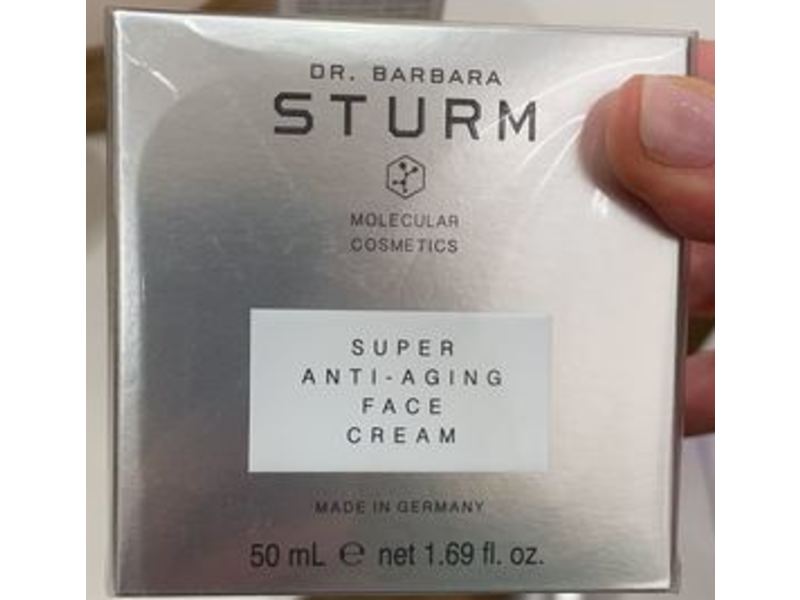 DR. BARBARA
STURM
MOLECULAR
COSMETICS
SUPER
ANTI-AGING
FACE
CREAM
MADE IN GERMANY
50 mL ℮ net 1.69 fl. oz.